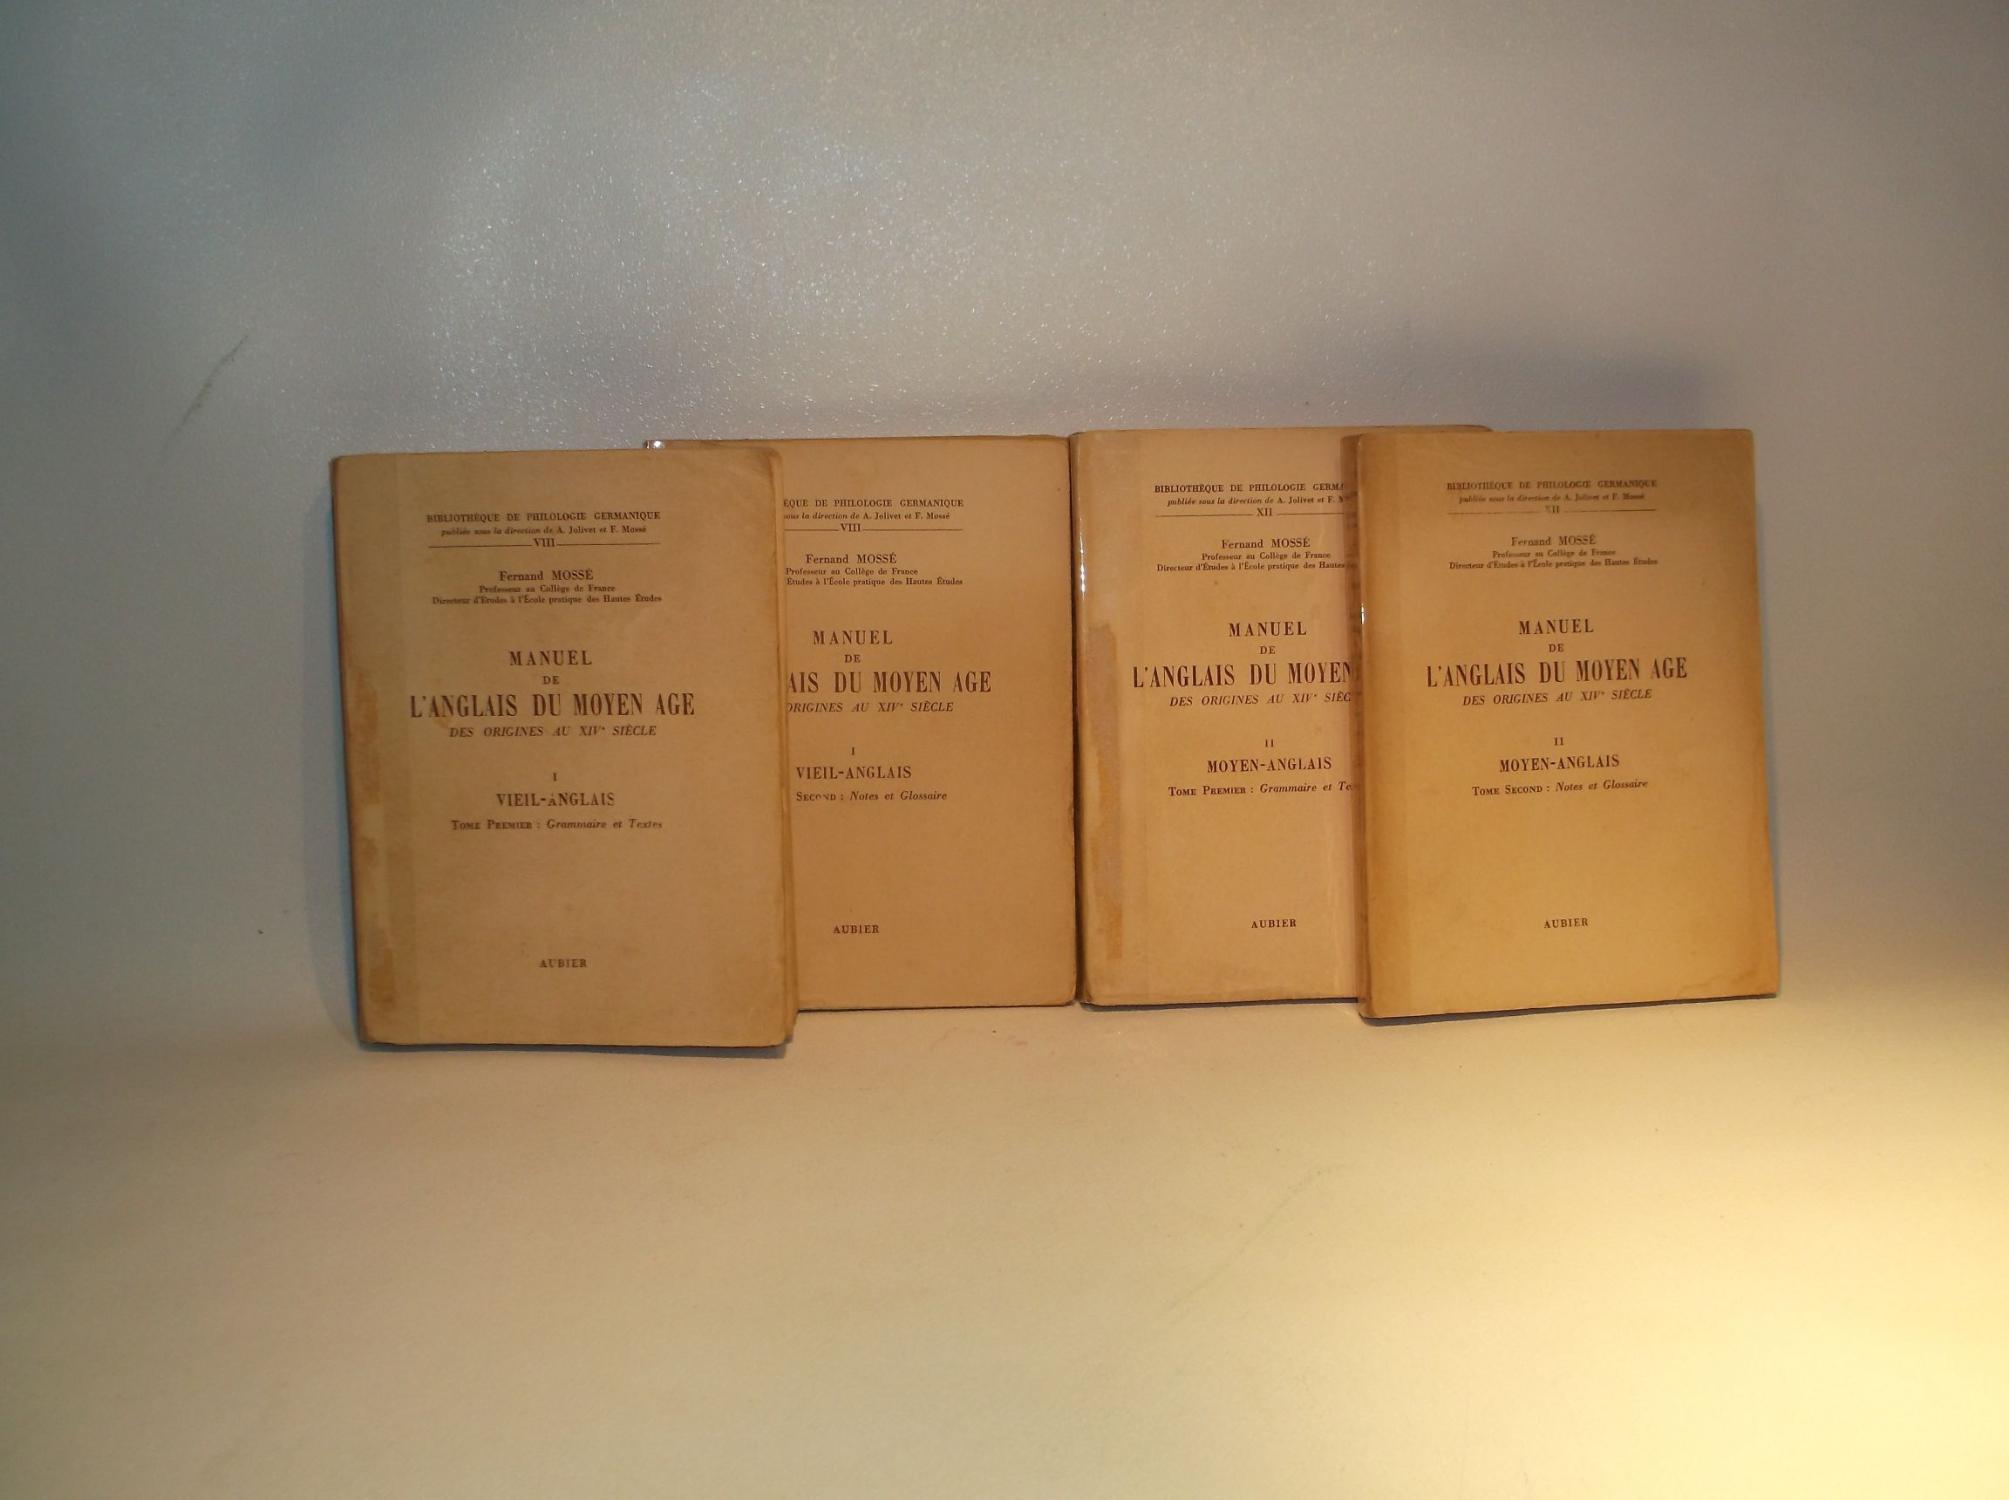 BIBLIOTHÈQUE DE PHILOLOGIE GERMANIQUE
publiée sous la direction de A. Jolivet et F. Mossé
VIII
Fernand MOSSÉ
Professeur au Collège de France
Directeur d'Études à l'École pratique des Hautes Études
MANUEL
DE
L'ANGLAIS DU MOYEN AGE
DES ORIGINES AU XIVe SIÈCLE
I
VIEIL-ANGLAIS
TOME PREMIER : Grammaire et Textes
AUBIER
ÈQUE DE PHILOLOGIE GERMANIQUE
sous la direction de A. Jolivet et F. Mossé
VIII
Fernand MOSSÉ
Professeur au Collège de France
Études à l'École pratique des Hautes Études
MANUEL
DE
AIS DU MOYEN AGE
ORIGINES AU XIVe SIÈCLE
I
VIEIL-ANGLAIS
SECOND : Notes et Glossaire
AUBIER
BIBLIOTHÈQUE DE PHILOLOGIE GERMA
publiée sous la direction de A. Jolivet et F. M
XII
Fernand MOSSÉ
Professeur au Collège de France
Directeur d'Études à l'École pratique des Hautes
MANUEL
DE
L'ANGLAIS DU MOYEN
DES ORIGINES AU XIVe SIÈC
II
MOYEN-ANGLAIS
TOME PREMIER : Grammaire et Te
AUBIER
BIBLIOTHÈQUE DE PHILOLOGIE GERMANIQUE
publiée sous la direction de A. Jolivet et F. Mossé
XII
Fernand MOSSÉ
Professeur au Collège de France
Directeur d'Études à l'École pratique des Hautes Études
MANUEL
DE
L'ANGLAIS DU MOYEN AGE
DES ORIGINES AU XIVe SIÈCLE
II
MOYEN-ANGLAIS
TOME SECOND : Notes et Glossaire
AUBIER